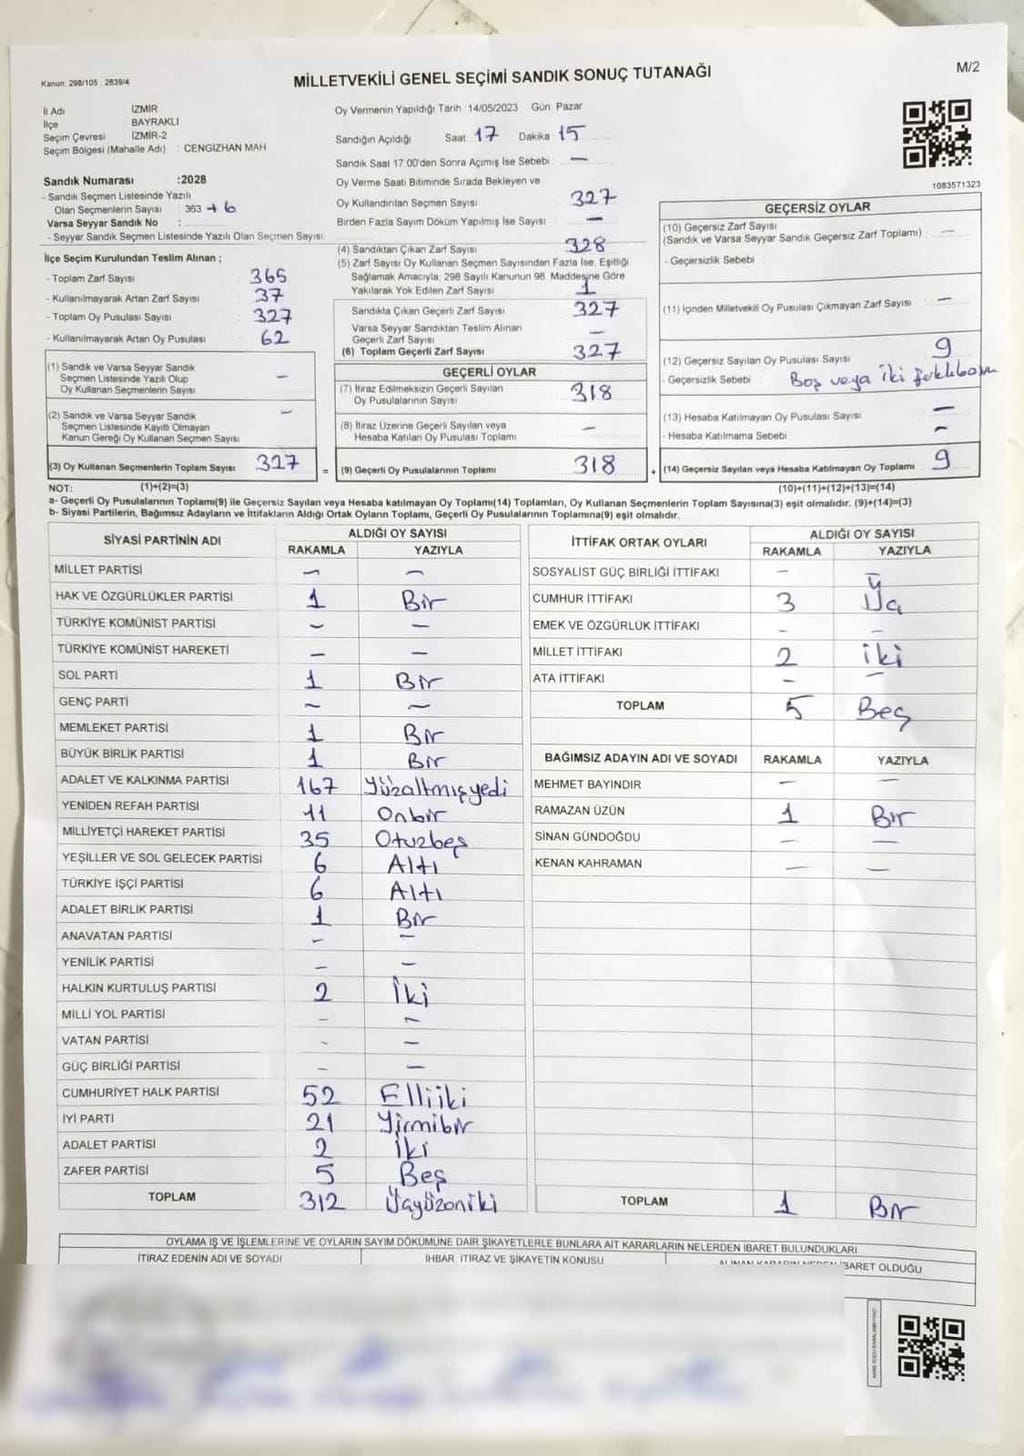 Kanun: 298/105 , 2839/4
MİLLETVEKİLİ GENEL SEÇİMİ SANDIK SONUÇ TUTANAĞI
M/2
İl Adı İZMİR
İlçe BAYRAKLI
Seçim Çevresi İZMİR-2
Seçim Bölgesi (Mahalle Adı) : CENGİZHAN MAH
Sandık Numarası :2028
- Sandık Seçmen Listesinde Yazılı
Olan Seçmenlerin Sayısı : 363 + 6
Varsa Seyyar Sandık No :
- Seyyar Sandık Seçmen Listesinde Yazılı Olan Seçmen Sayısı:
İlçe Seçim Kurulundan Teslim Alınan ;
- Toplam Zarf Sayısı 365
- Kullanılmayarak Artan Zarf Sayısı 37
- Toplam Oy Pusulası Sayısı 327
- Kullanılmayarak Artan Oy Pusulası 62
(1) Sandık ve Varsa Seyyar Sandık
Seçmen Listesinde Yazılı Olup
Oy Kullanan Seçmenlerin Sayısı —
(2) Sandık ve Varsa Seyyar Sandık
Seçmen Listesinde Kayıtlı Olmayan
Kanun Gereği Oy Kullanan Seçmen Sayısı —
(3) Oy Kullanan Seçmenlerin Toplam Sayısı 327
Oy Vermenin Yapıldığı Tarih :14/05/2023 Gün: Pazar
Sandığın Açıldığı Saat 17 Dakika 15
Sandık Saat 17:00'den Sonra Açımış İse Sebebi : —
Oy Verme Saati Bitiminde Sırada Bekleyen ve
Oy Kullandırılan Seçmen Sayısı 327
Birden Fazla Sayım Döküm Yapılmış İse Sayısı —
(4) Sandıktan Çıkan Zarf Sayısı 328
(5) Zarf Sayısı Oy Kullanan Seçmen Sayısından Fazla İse, Eşitliği
Sağlamak Amacıyla, 298 Sayılı Kanunun 98. Maddesine Göre
Yakılarak Yok Edilen Zarf Sayısı 1
Sandıkta Çıkan Geçerli Zarf Sayısı 327
Varsa Seyyar Sandıktan Teslim Alınan
Geçerli Zarf Sayısı —
(6) Toplam Geçerli Zarf Sayısı 327
GEÇERLİ OYLAR
(7) İtiraz Edilmeksizin Geçerli Sayılan
Oy Pusulalarının Sayısı 318
(8) İtiraz Üzerine Geçerli Sayılan veya
Hesaba Katılan Oy Pusulası Toplamı —
= (9) Geçerli Oy Pusulalarının Toplamı 318
1083571323
GEÇERSİZ OYLAR
(10) Geçersiz Zarf Sayısı
(Sandık ve Varsa Seyyar Sandık Geçersiz Zarf Toplamı) —
- Geçersizlik Sebebi
(11) İçinden Milletvekili Oy Pusulası Çıkmayan Zarf Sayısı —
(12) Geçersiz Sayılan Oy Pusulası Sayısı 9
- Geçersizlik Sebebi Boş veya iki
(13) Hesaba Katılmayan Oy Pusulası Sayısı —
- Hesaba Katılmama Sebebi —
+ (14) Geçersiz Sayılan veya Hesaba Katılmayan Oy Toplamı 9
NOT: (1)+(2)=(3) (10)+(11)+(12)+(13)=(14)
a- Geçerli Oy Pusulalarının Toplamı(9) ile Geçersiz Sayılan veya Hesaba katılmayan Oy Toplamı(14) Toplamları, Oy Kullanan Seçmenlerin Toplam Sayısına(3) eşit olmalıdır. (9)+(14)=(3)
b- Siyasi Partilerin, Bağımsız Adayların ve İttifakların Aldığı Ortak Oyların Toplamı, Geçerli Oy Pusulalarının Toplamına(9) eşit olmalıdır.
SİYASİ PARTİNİN ADI ALDIĞI OY SAYISI
RAKAMLA YAZIYLA
MİLLET PARTİSİ — —
HAK VE ÖZGÜRLÜKLER PARTİSİ 1 Bir
TÜRKİYE KOMÜNİST PARTİSİ — —
TÜRKİYE KOMÜNİST HAREKETİ — —
SOL PARTİ 1 Bir
GENÇ PARTİ — —
MEMLEKET PARTİSİ 1 Bir
BÜYÜK BİRLİK PARTİSİ 1 Bir
ADALET VE KALKINMA PARTİSİ 167 Yüzaltmışyedi
YENİDEN REFAH PARTİSİ 11 Onbir
MİLLİYETÇİ HAREKET PARTİSİ 35 Otuzbeş
YEŞİLLER VE SOL GELECEK PARTİSİ 6 Altı
TÜRKİYE İŞÇİ PARTİSİ 6 Altı
ADALET BİRLİK PARTİSİ 1 Bir
ANAVATAN PARTİSİ — —
YENİLİK PARTİSİ — —
HALKIN KURTULUŞ PARTİSİ 2 İki
MİLLİ YOL PARTİSİ — —
VATAN PARTİSİ — —
GÜÇ BİRLİĞİ PARTİSİ — —
CUMHURİYET HALK PARTİSİ 52 Elliiki
İYİ PARTİ 21 Yirmibir
ADALET PARTİSİ 2 İki
ZAFER PARTİSİ 5 Beş
TOPLAM 312 Üçyüzoniki
İTTİFAK ORTAK OYLARI ALDIĞI OY SAYISI
RAKAMLA YAZIYLA
SOSYALİST GÜÇ BİRLİĞİ İTTİFAKI — —
CUMHUR İTTİFAKI 3 Üç
EMEK VE ÖZGÜRLÜK İTTİFAKI — —
MİLLET İTTİFAKI 2 İki
ATA İTTİFAKI — —
TOPLAM 5 Beş
BAĞIMSIZ ADAYIN ADI VE SOYADI RAKAMLA YAZIYLA
MEHMET BAYINDIR — —
RAMAZAN ÜZÜN 1 Bir
SİNAN GÜNDOĞDU — —
KENAN KAHRAMAN — —
TOPLAM 1 Bir
OYLAMA İŞ VE İŞLEMLERİNE VE OYLARIN SAYIM DÖKÜMÜNE DAİR ŞİKAYETLERLE BUNLARA AİT KARARLARIN NELERDEN İBARET BULUNDUKLARI
İTİRAZ EDENİN ADI VE SOYADI İHBAR, İTİRAZ VE ŞİKAYETİN KONUSU ALINAN KARARIN NEDEN İBARET OLDUĞU